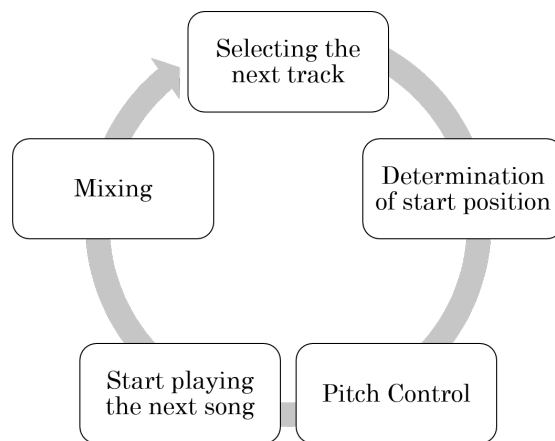 Selecting the
next track
Determination
of start position
Pitch Control
Start playing
the next song
Mixing